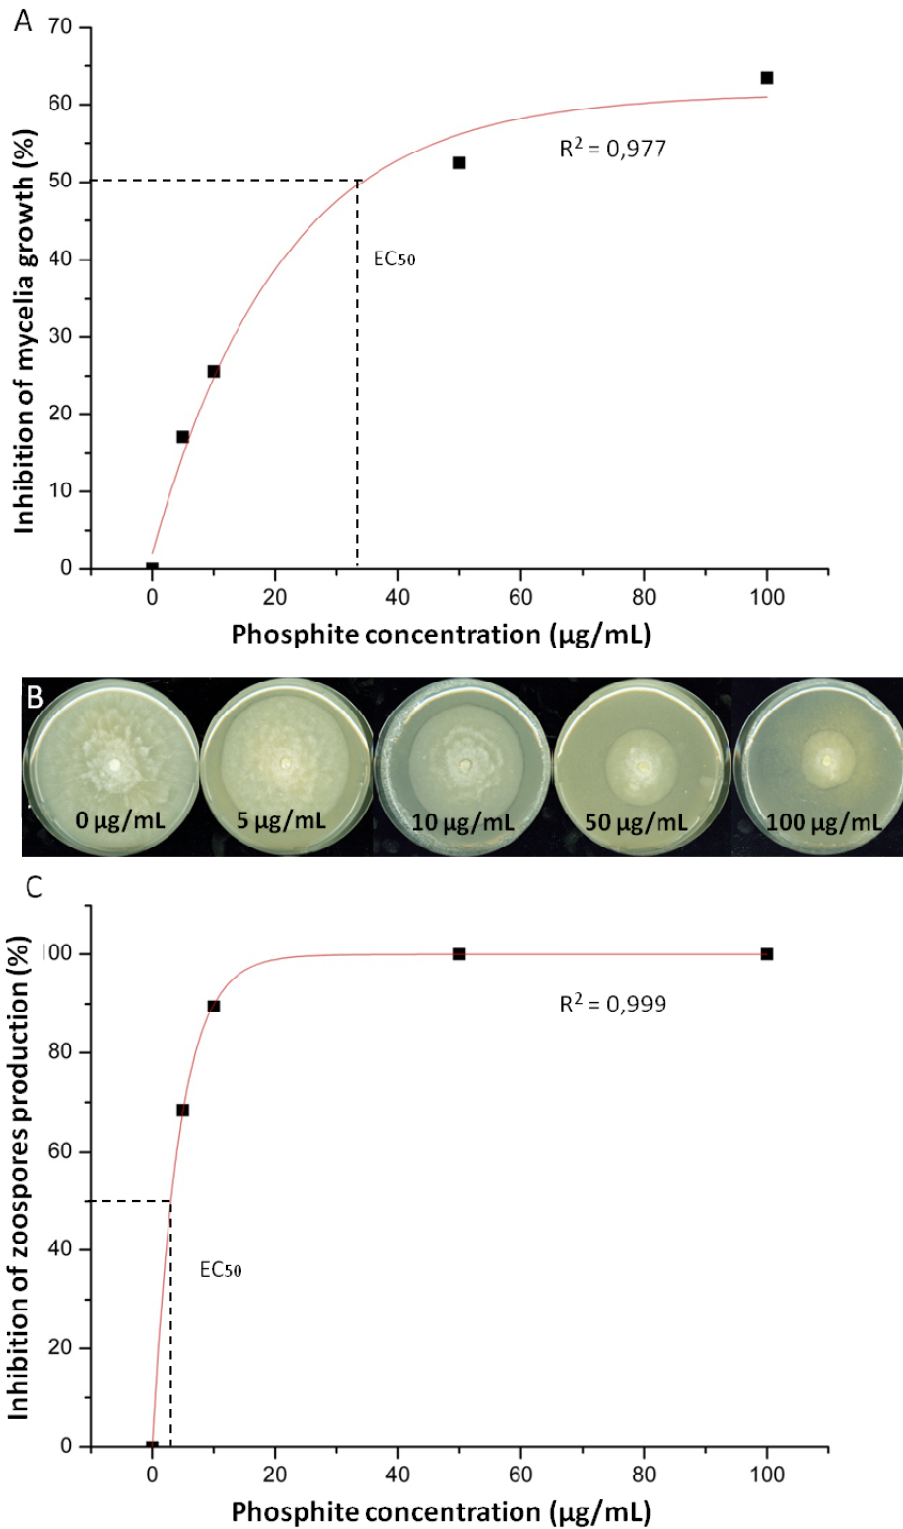 A
70
60
50
40
30
20
10
0
Inhibition of mycelia growth (%)
R² = 0,977
EC50
0 20 40 60 80 100
Phosphite concentration (µg/mL)
B
0 µg/mL 5 µg/mL 10 µg/mL 50 µg/mL 100 µg/mL
C
00
80
60
40
20
0
Inhibition of zoospores production (%)
R² = 0,999
EC50
0 20 40 60 80 100
Phosphite concentration (µg/mL)